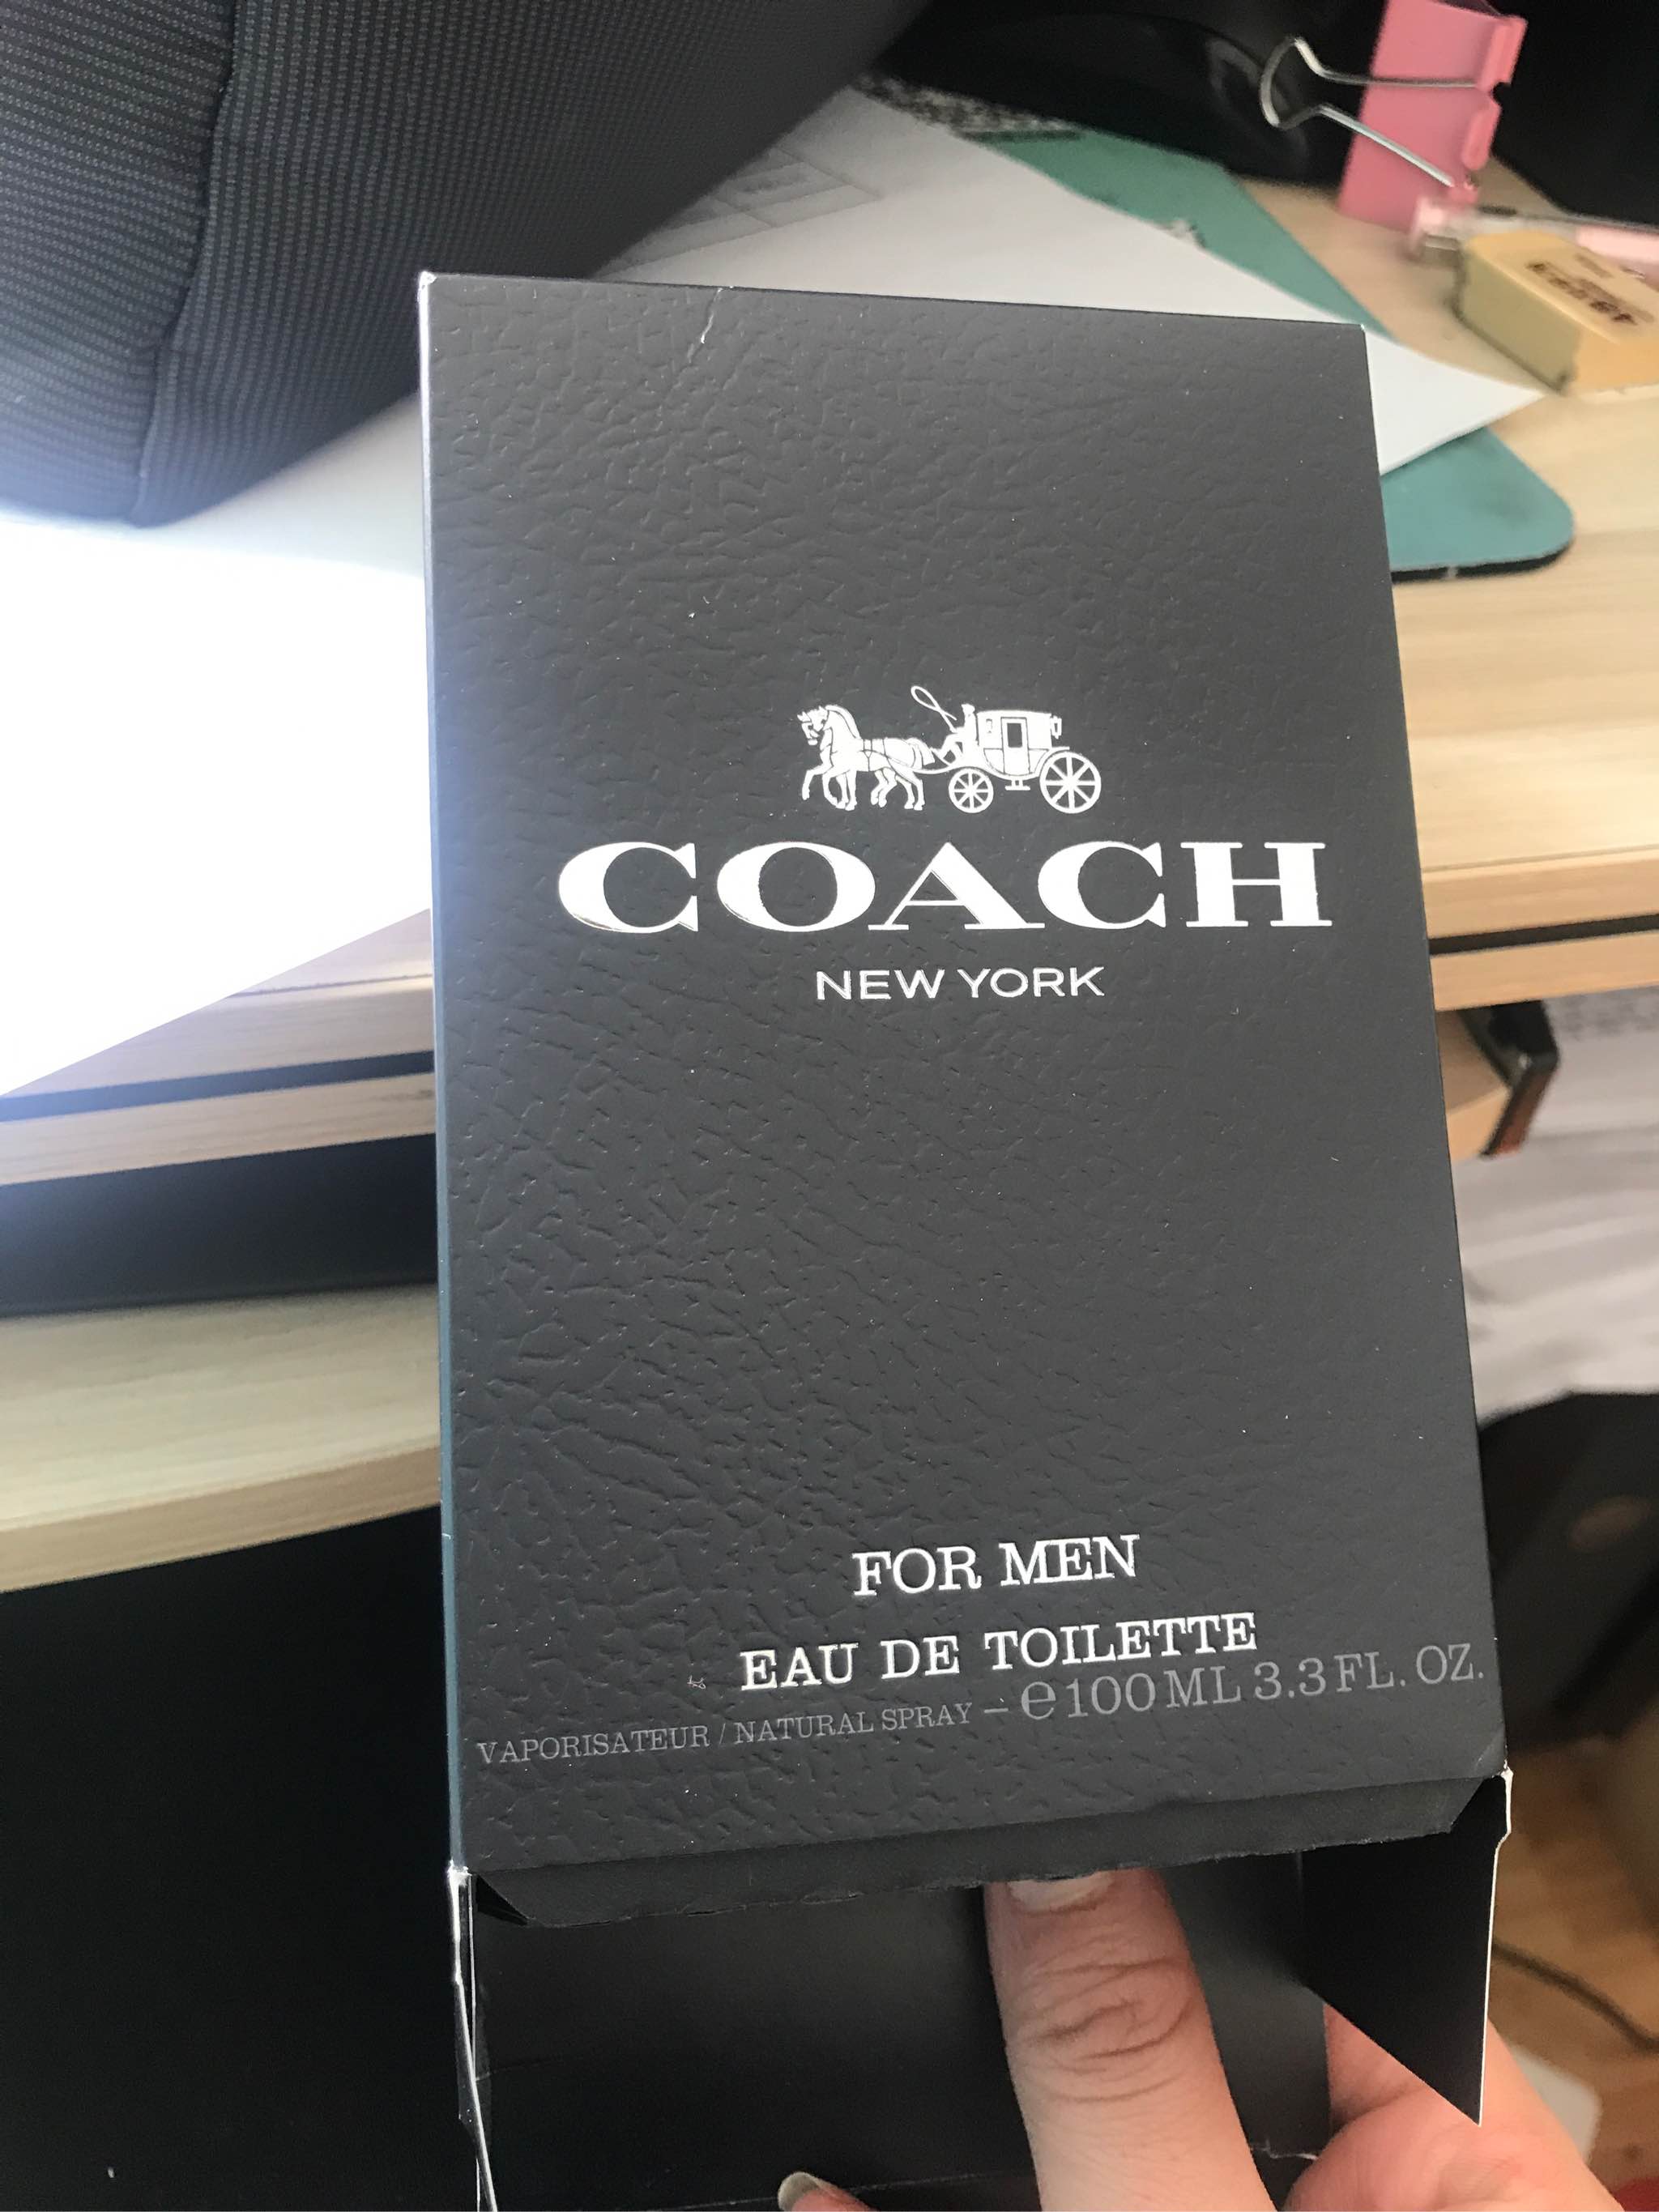 COACH
NEW YORK
FOR MEN
EAU DE TOILETTE
VAPORISATEUR / NATURAL SPRAY – ℮100 ML 3.3 FL. OZ.